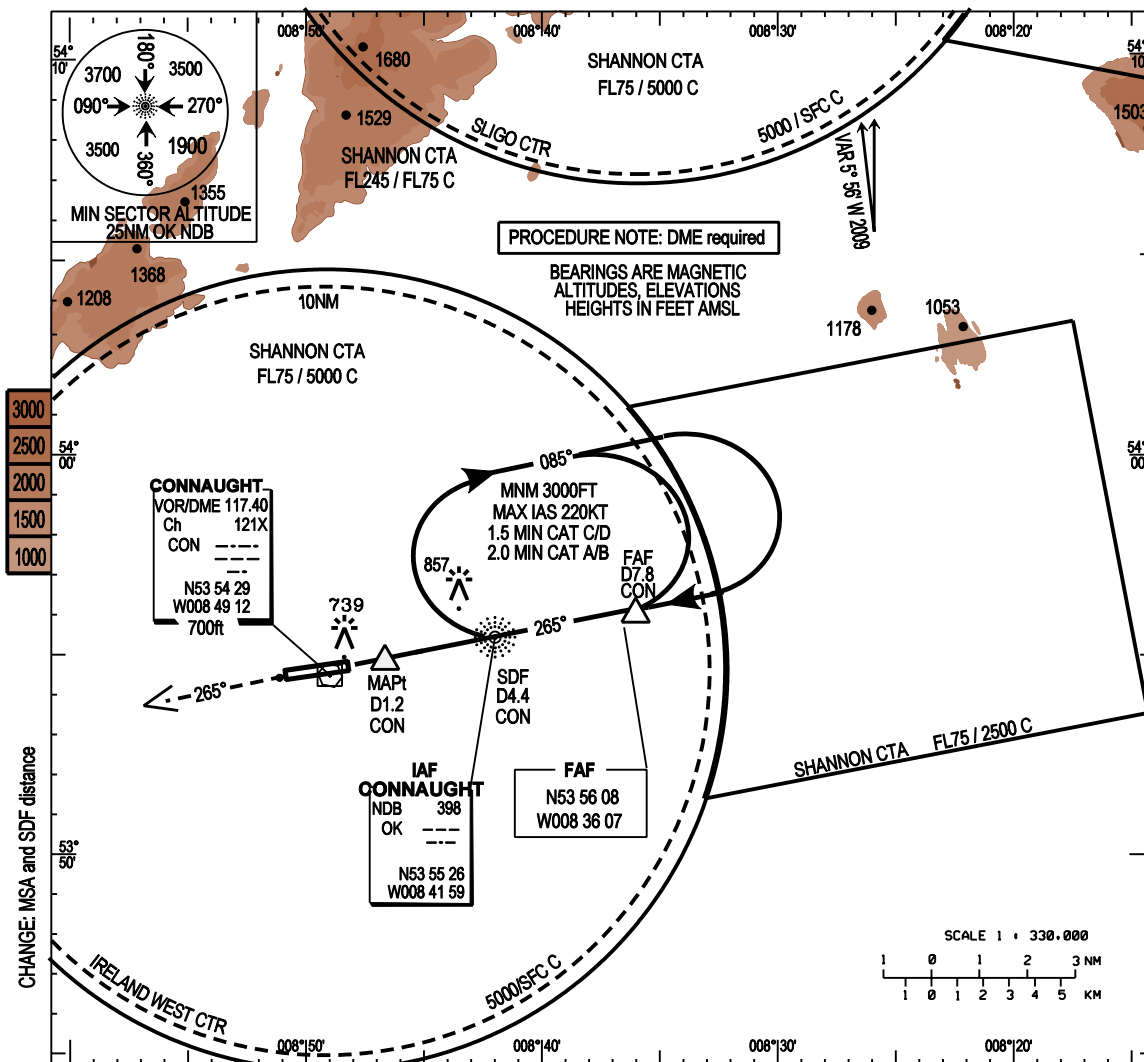 008°50'
008°40'
008°30'
008°20'
54°
10'
54°
10'
180°
3700
3500
090°
270°
3500
1900
360°
MIN SECTOR ALTITUDE
25NM OK NDB
1680
1529
1355
1368
1208
SHANNON CTA
FL245 / FL75 C
SHANNON CTA
FL75 / 5000 C
SLIGO CTR
5000 / SFC C
VAR 5° 56' W 2009
1503
PROCEDURE NOTE: DME required
BEARINGS ARE MAGNETIC
ALTITUDES, ELEVATIONS
HEIGHTS IN FEET AMSL
1178
1053
10NM
SHANNON CTA
FL75 / 5000 C
3000
2500
2000
1500
1000
54°
00'
54°
00'
085°
MNM 3000FT
MAX IAS 220KT
1.5 MIN CAT C/D
2.0 MIN CAT A/B
CONNAUGHT
VOR/DME 117.40
Ch 121X
CON
N53 54 29
W008 49 12
700ft
857
739
FAF
D7.8
CON
265°
265°
MAPt
D1.2
CON
SDF
D4.4
CON
IAF
CONNAUGHT
NDB 398
OK
N53 55 26
W008 41 59
FAF
N53 56 08
W008 36 07
SHANNON CTA FL75 / 2500 C
53°
50'
CHANGE: MSA and SDF distance
IRELAND WEST CTR
5000/SFC C
SCALE 1 : 330.000
1 0 1 2 3 NM
1 0 1 2 3 4 5 KM
008°50'
008°40'
008°30'
008°20'